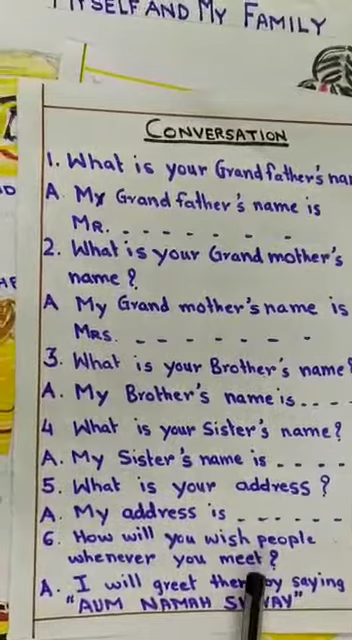 MYSELF AND MY FAMILY
CONVERSATION
1. What is your Grandfather's
A. My Grand father's name is
MR. - - - - - - -
2. What is your Grand mother's
name?
A My Grand mother's name is
MRS. - - - - - - -
3. What is your Brother's name?
A. My Brother's name is - - - -
4 What is your Sister's name?
A. My Sister's name is - - - - -
5. What is your address?
A. My address is - - - - - - -
6. How will you wish people
whenever you meet?
A. I will greet them by saying
"AUM NAMAH SHIVAY"